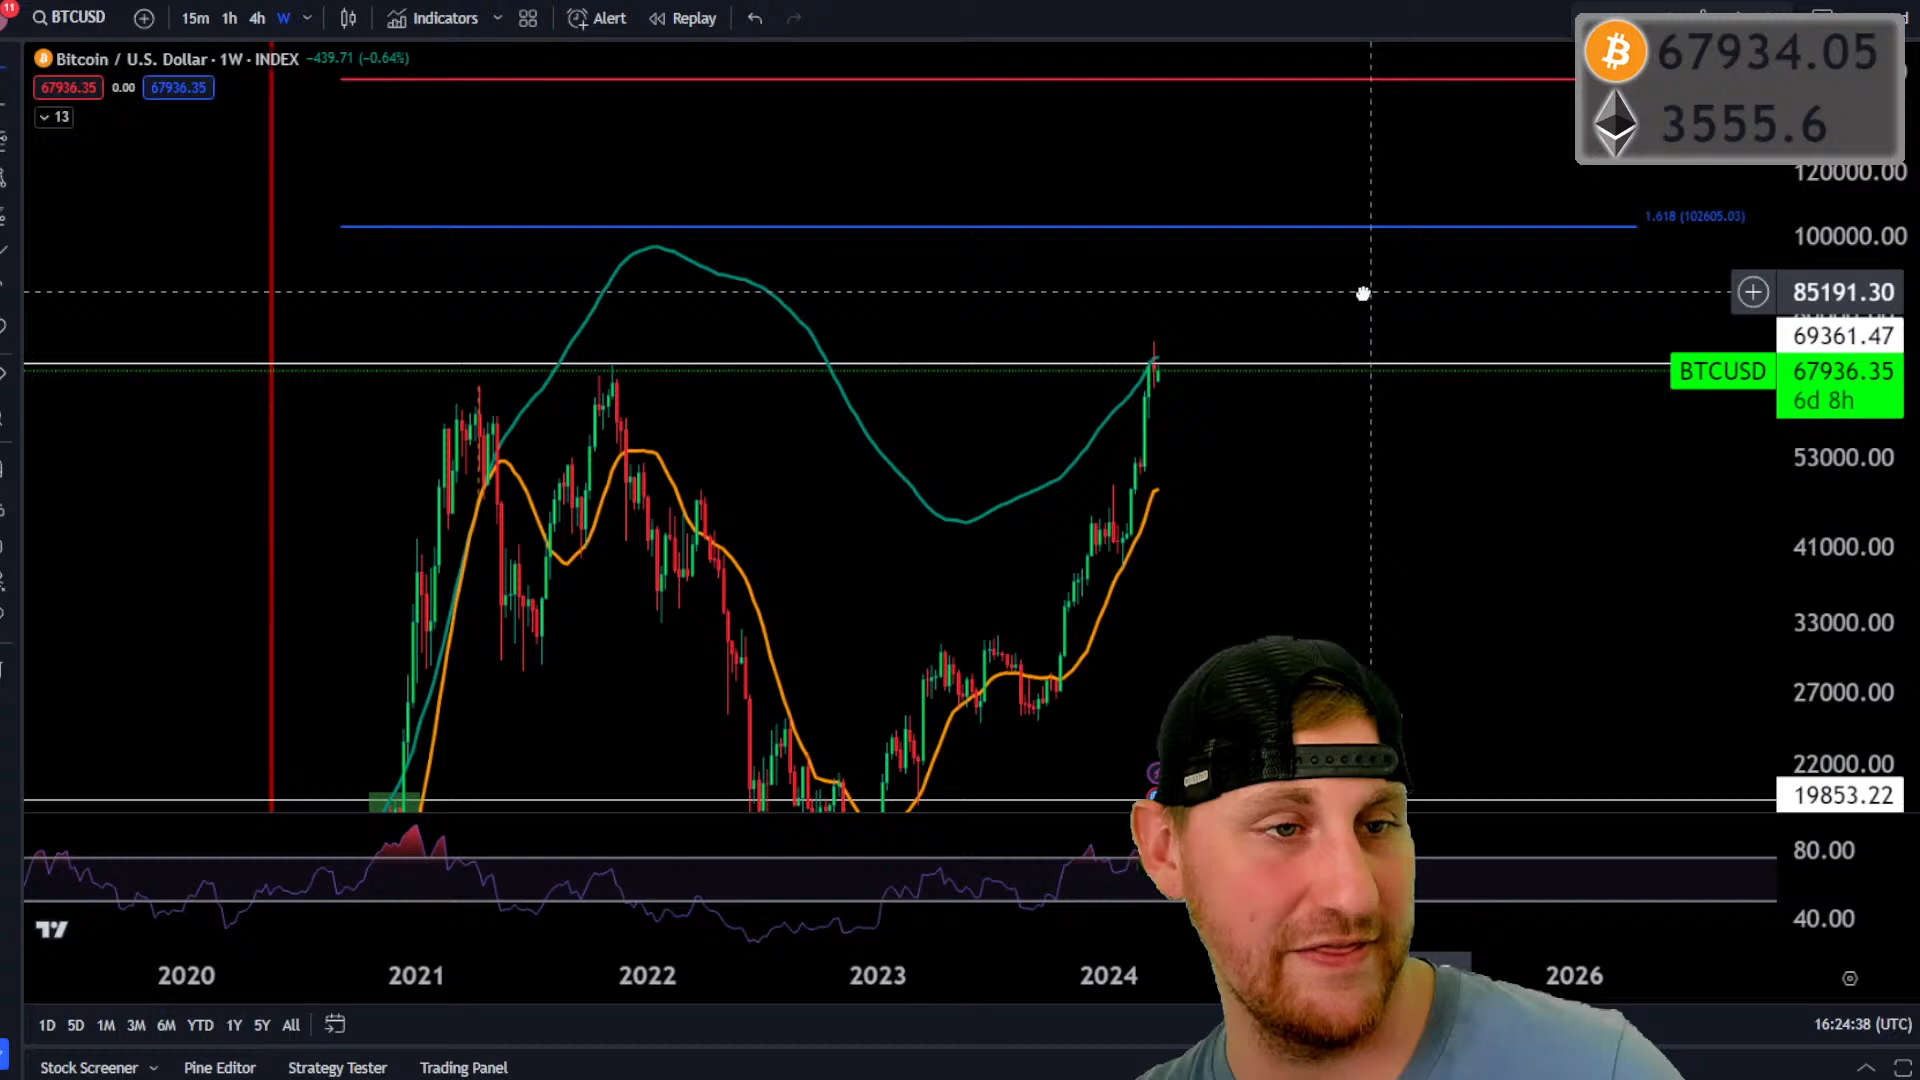 11
BTCUSD 15m 1h 4h W Indicators Alert Replay
Bitcoin / U.S. Dollar · 1W · INDEX −439.71 (−0.64%)
67936.35 0.00 67936.35
13
67934.05
3555.6
120000.00
1.618 (102605.03)
100000.00
85191.30
69361.47
BTCUSD 67936.35
6d 8h
53000.00
41000.00
33000.00
27000.00
22000.00
19853.22
80.00
40.00
2020 2021 2022 2023 2024 2026
1D 5D 1M 3M 6M YTD 1Y 5Y All 16:24:38 (UTC)
Stock Screener Pine Editor Strategy Tester Trading Panel